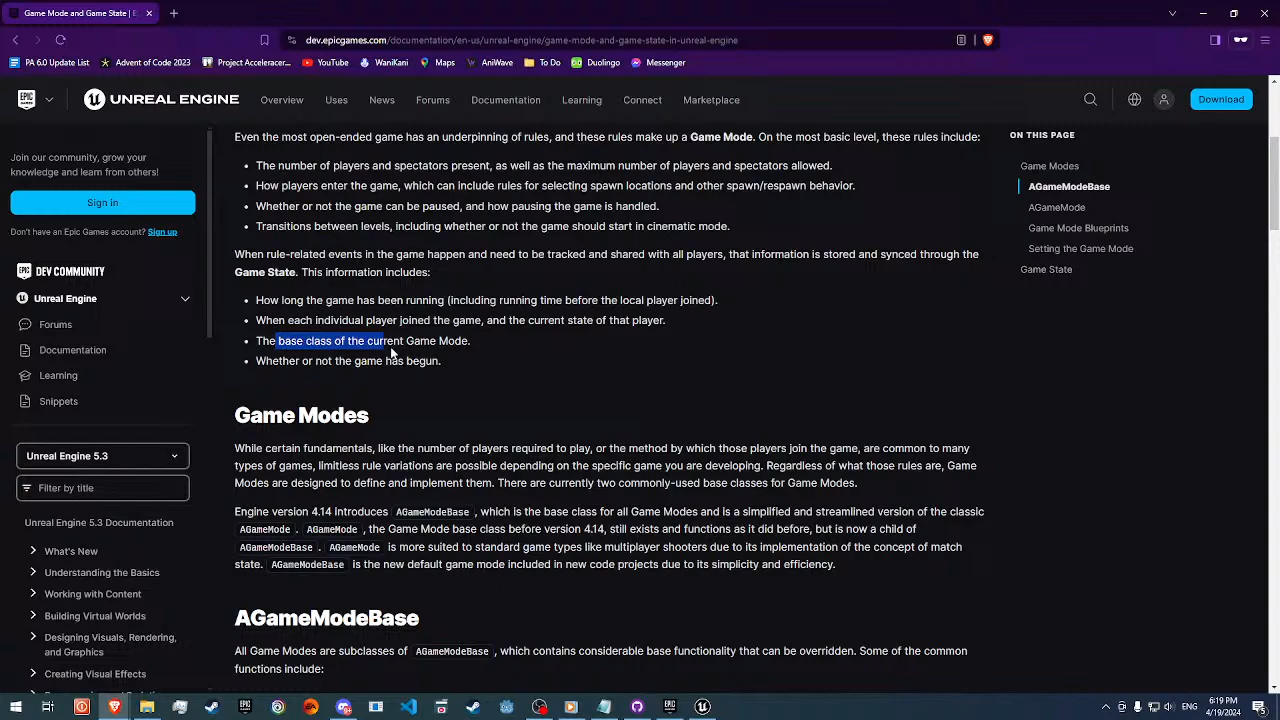 Game Mode and Game State | E
dev.epicgames.com/documentation/en-us/unreal-engine/game-mode-and-game-state-in-unreal-engine
PA 6.0 Update List
Advent of Code 2023
Project Accelerator...
YouTube
WaniKani
Maps
AniWave
To Do
Duolingo
Messenger
EPIC GAMES
UNREAL ENGINE
Overview
Uses
News
Forums
Documentation
Learning
Connect
Marketplace
Download
Join our community, grow your
knowledge and learn from others!
Sign in
Don't have an Epic Games account? Sign up
EPIC GAMES DEV COMMUNITY
Unreal Engine
Forums
Documentation
Learning
Snippets
Unreal Engine 5.3
Filter by title
Unreal Engine 5.3 Documentation
What's New
Understanding the Basics
Working with Content
Building Virtual Worlds
Designing Visuals, Rendering,
and Graphics
Creating Visual Effects
Even the most open-ended game has an underpinning of rules, and these rules make up a Game Mode. On the most basic level, these rules include:
The number of players and spectators present, as well as the maximum number of players and spectators allowed.
How players enter the game, which can include rules for selecting spawn locations and other spawn/respawn behavior.
Whether or not the game can be paused, and how pausing the game is handled.
Transitions between levels, including whether or not the game should start in cinematic mode.
When rule-related events in the game happen and need to be tracked and shared with all players, that information is stored and synced through the
Game State. This information includes:
How long the game has been running (including running time before the local player joined).
When each individual player joined the game, and the current state of that player.
The base class of the current Game Mode.
Whether or not the game has begun.
Game Modes
While certain fundamentals, like the number of players required to play, or the method by which those players join the game, are common to many
types of games, limitless rule variations are possible depending on the specific game you are developing. Regardless of what those rules are, Game
Modes are designed to define and implement them. There are currently two commonly-used base classes for Game Modes.
Engine version 4.14 introduces AGameModeBase, which is the base class for all Game Modes and is a simplified and streamlined version of the classic
AGameMode. AGameMode, the Game Mode base class before version 4.14, still exists and functions as it did before, but is now a child of
AGameModeBase. AGameMode is more suited to standard game types like multiplayer shooters due to its implementation of the concept of match
state. AGameModeBase is the new default game mode included in new code projects due to its simplicity and efficiency.
AGameModeBase
All Game Modes are subclasses of AGameModeBase, which contains considerable base functionality that can be overridden. Some of the common
functions include:
ON THIS PAGE
Game Modes
AGameModeBase
AGameMode
Game Mode Blueprints
Setting the Game Mode
Game State
6:19 PM
4/19/2024